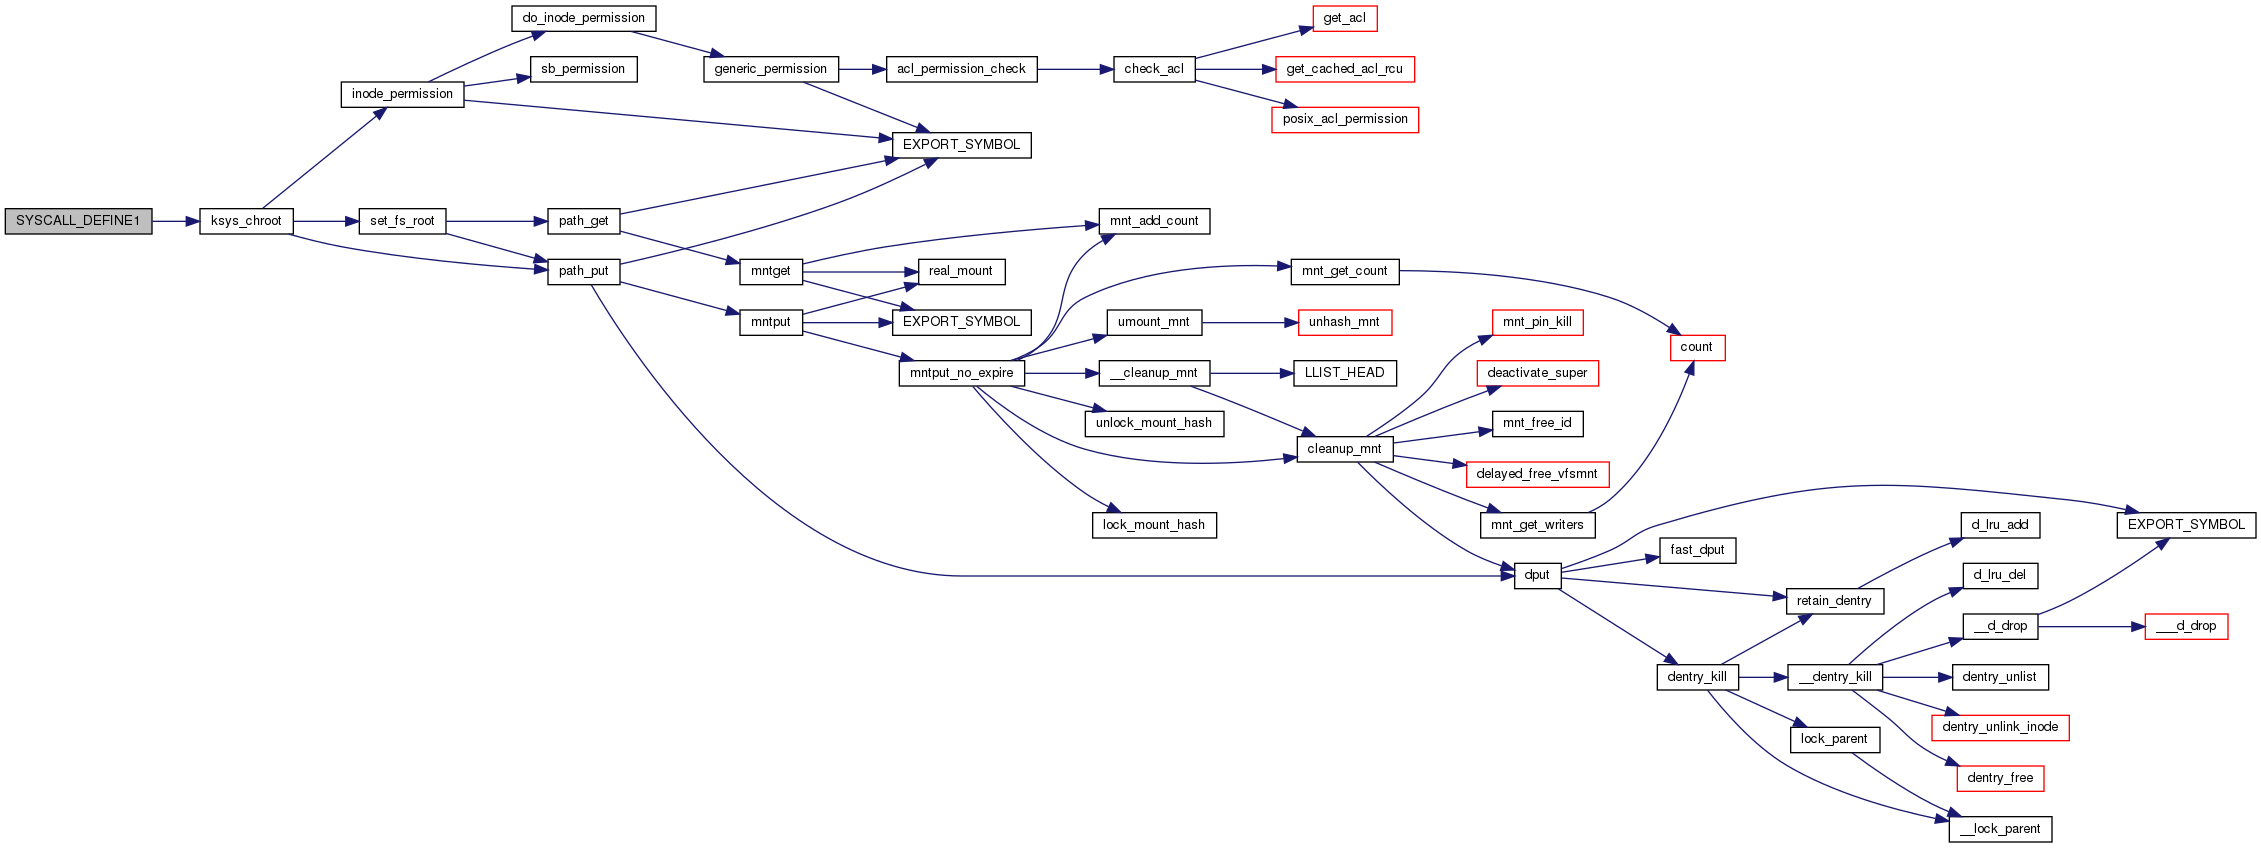 do_inode_permission
get_acl
sb_permission
generic_permission
acl_permission_check
check_acl
get_cached_acl_rcu
inode_permission
posix_acl_permission
EXPORT_SYMBOL
SYSCALL_DEFINE1
ksys_chroot
set_fs_root
path_get
mnt_add_count
path_put
mntget
real_mount
mnt_get_count
mntput
EXPORT_SYMBOL
umount_mnt
unhash_mnt
mnt_pin_kill
count
mntput_no_expire
__cleanup_mnt
LLIST_HEAD
deactivate_super
unlock_mount_hash
mnt_free_id
cleanup_mnt
delayed_free_vfsmnt
lock_mount_hash
mnt_get_writers
d_lru_add
EXPORT_SYMBOL
fast_dput
dput
d_lru_del
retain_dentry
__d_drop
___d_drop
dentry_kill
__dentry_kill
dentry_unlist
dentry_unlink_inode
lock_parent
dentry_free
__lock_parent